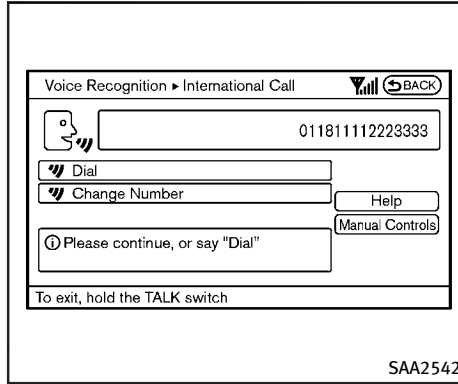 Voice Recognition ▸ International Call BACK
011811112223333
Dial
Change Number
Help
Manual Controls
Please continue, or say "Dial"
To exit, hold the TALK switch
SAA2542